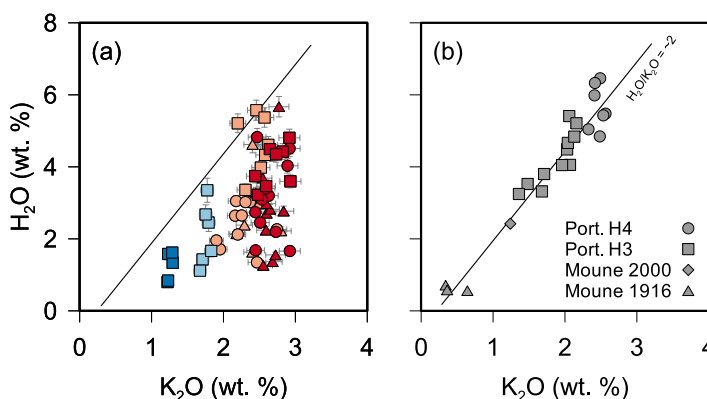 8
6
4
2
0
H₂O (wt. %)
(a)
0 1 2 3 4
K₂O (wt. %)
(b)
H₂O/K₂O = ~2
Port. H4
Port. H3
Moune 2000
Moune 1916
0 1 2 3 4
K₂O (wt. %)